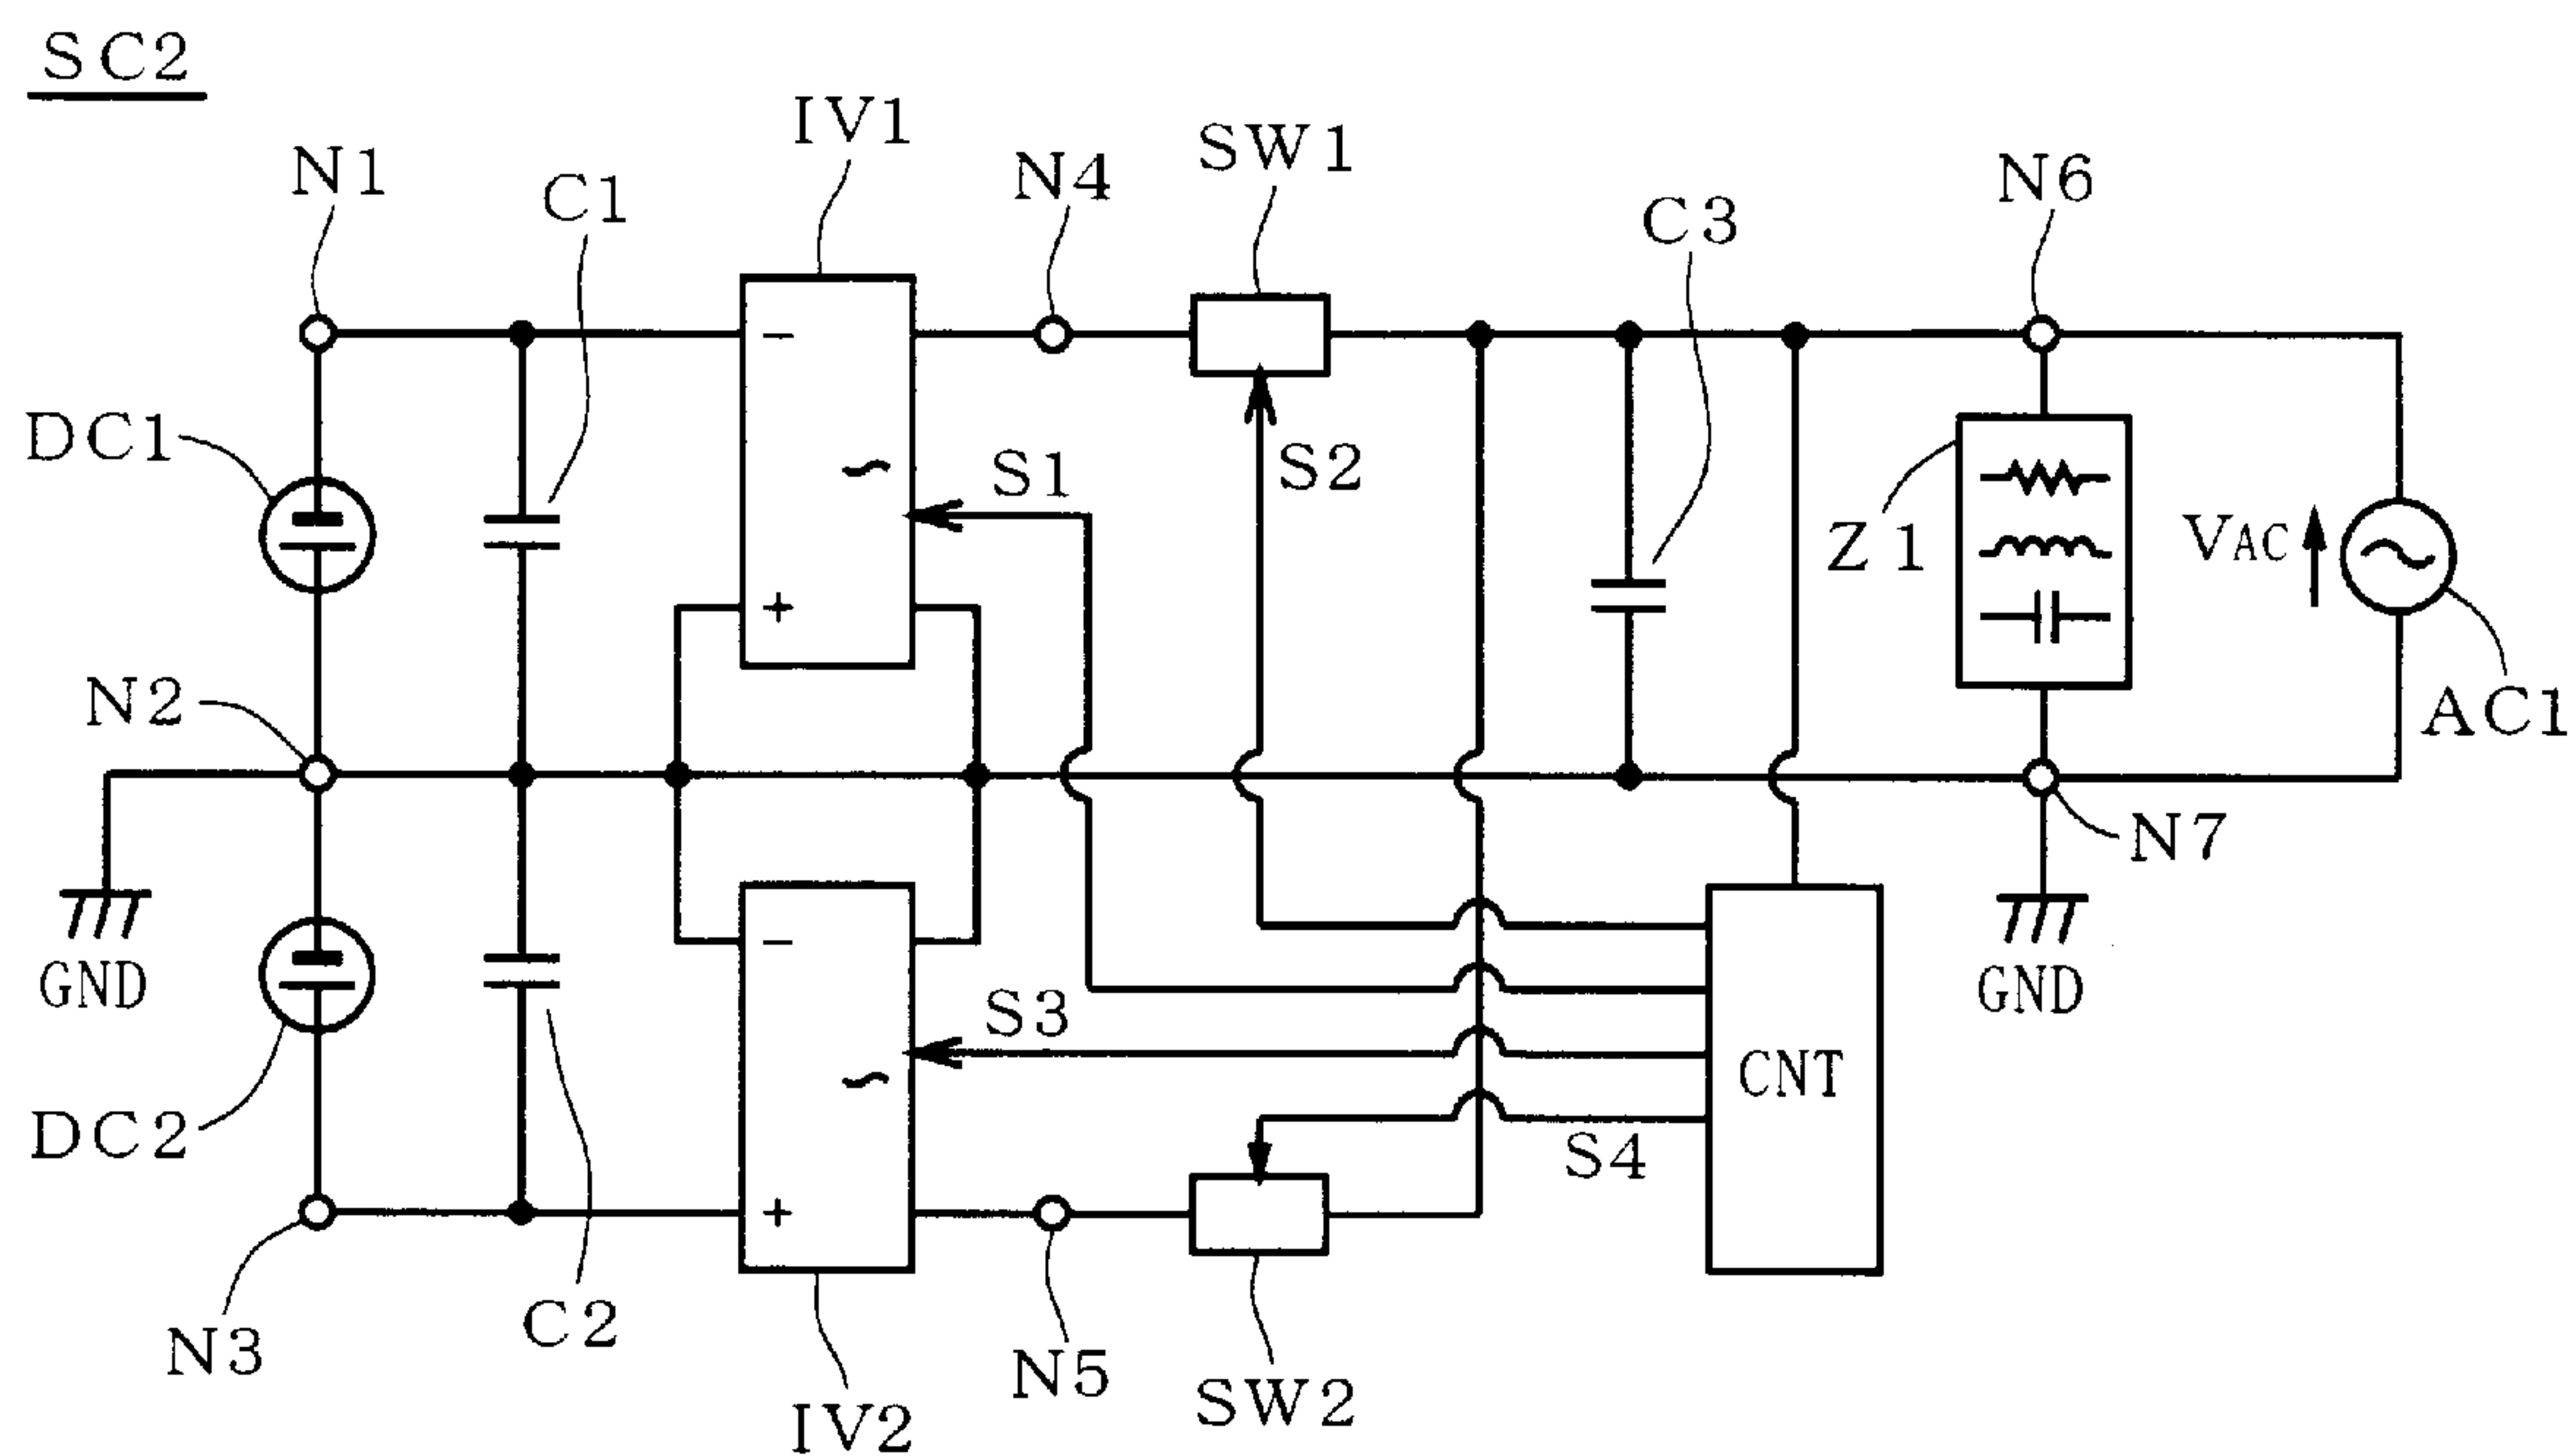 SC2
IV1
SW1
N1
C1
N4
N6
C3
−
DC1
S1
S2
VAC
Z1
+
N2
AC1
N7
−
GND
GND
S3
CNT
DC2
S4
+
C2
N3
N5
SW2
IV2